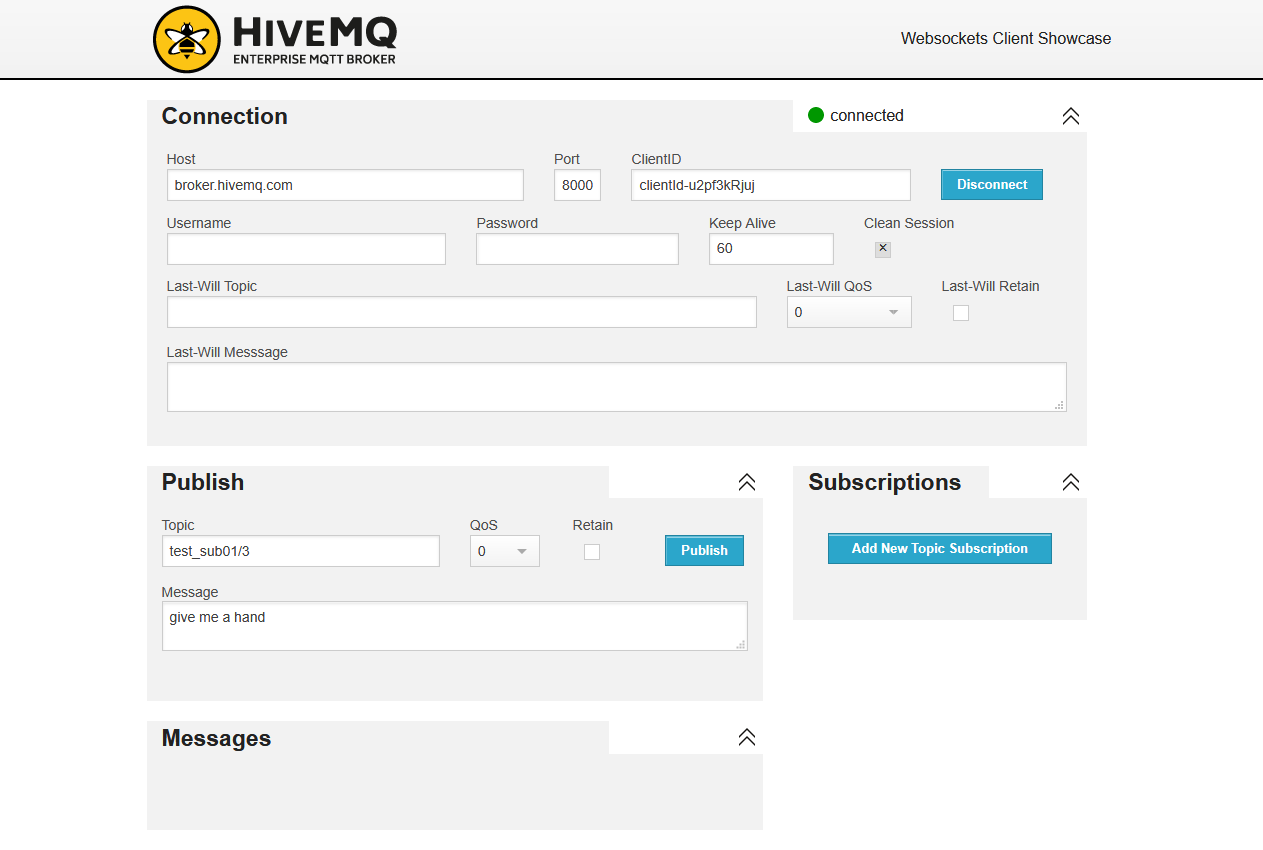 HIVEMQ
ENTERPRISE MQTT BROKER
Websockets Client Showcase
Connection
connected
Host
Port
ClientID
broker.hivemq.com
8000
clientId-u2pf3kRjuj
Disconnect
Username
Password
Keep Alive
Clean Session
60
Last-Will Topic
Last-Will QoS
Last-Will Retain
0
Last-Will Messsage
Publish
Subscriptions
Topic
QoS
Retain
test_sub01/3
0
Publish
Add New Topic Subscription
Message
give me a hand
Messages